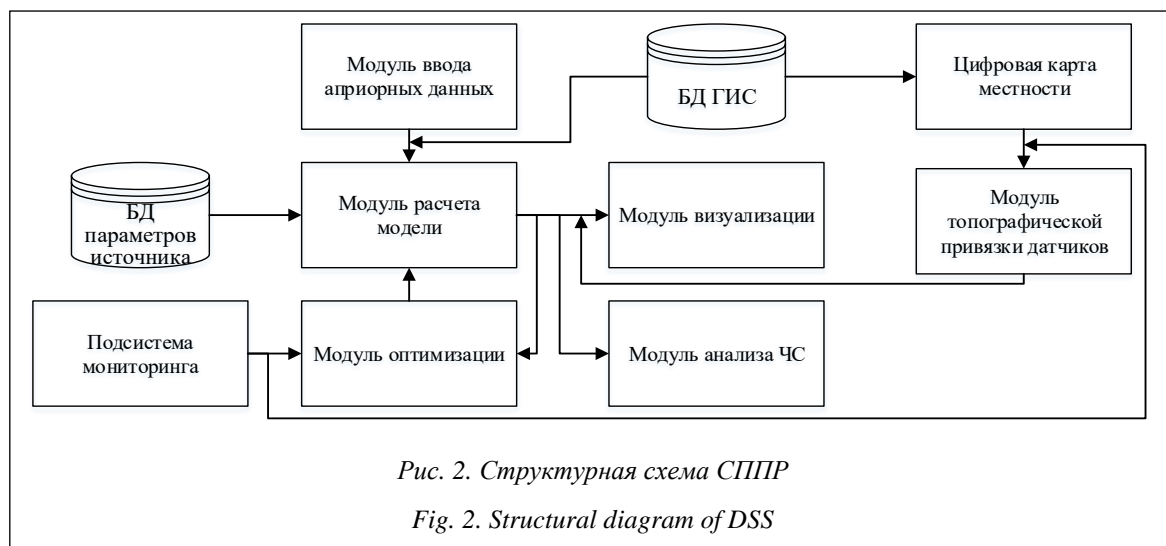 Модуль ввода
априорных данных
БД ГИС
Цифровая карта
местности
БД
параметров
источника
Модуль расчета
модели
Модуль визуализации
Модуль
топографической
привязки датчиков
Подсистема
мониторинга
Модуль оптимизации
Модуль анализа ЧС
Рис. 2. Структурная схема СППР
Fig. 2. Structural diagram of DSS